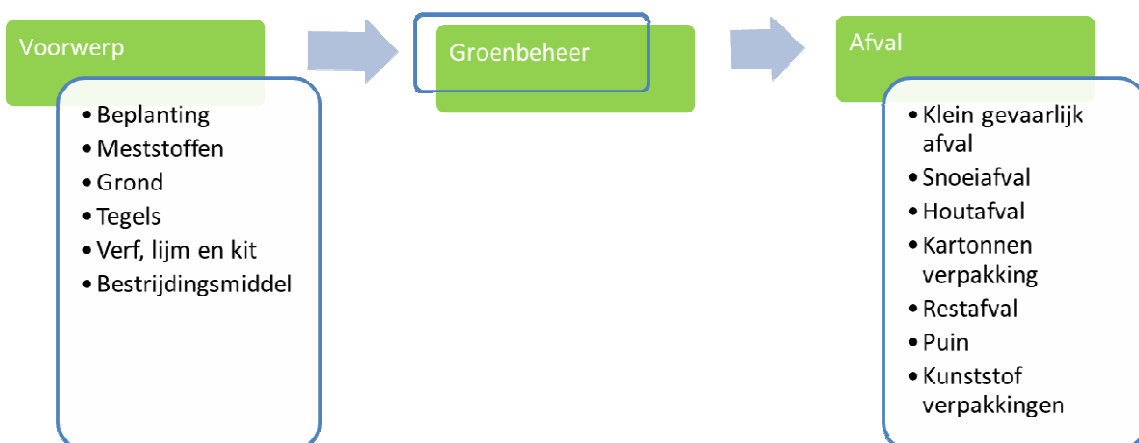 Voorwerp
• Beplanting
• Meststoffen
• Grond
• Tegels
• Verf, lijm en kit
• Bestrijdingsmiddel
Groenbeheer
Afval
• Klein gevaarlijk
afval
• Snoeiafval
• Houtafval
• Kartonnen
verpakking
• Restafval
• Puin
• Kunststof
verpakkingen